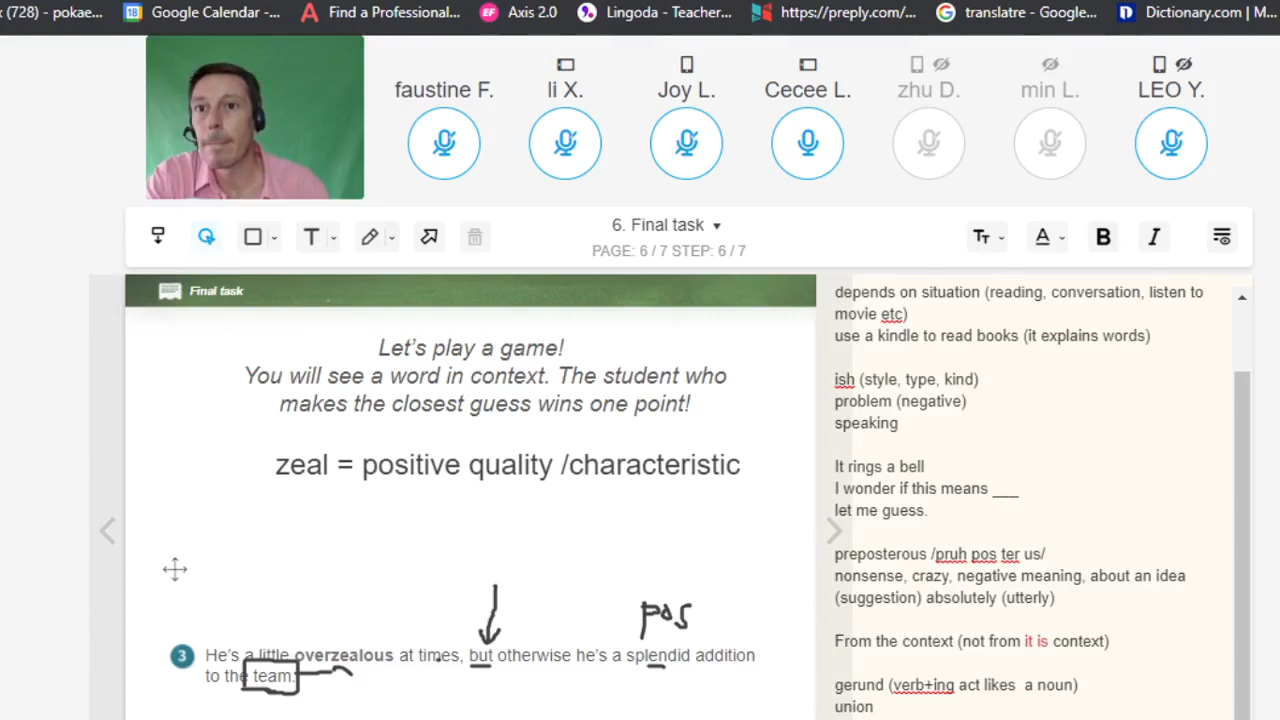 (728) - pokae...
Google Calendar -...
Find a Professional...
Axis 2.0
Lingoda - Teacher...
https://preply.com/...
translatre - Google...
Dictionary.com | M...
faustine F.
li X.
Joy L.
Cecee L.
zhu D.
min L.
LEO Y.
6. Final task
PAGE: 6 / 7 STEP: 6 / 7
Final task
Let's play a game!
You will see a word in context. The student who
makes the closest guess wins one point!
zeal = positive quality /characteristic
pos
3 He's a little overzealous at times, but otherwise he's a splendid addition
to the team.
depends on situation (reading, conversation, listen to
movie etc)
use a kindle to read books (it explains words)
ish (style, type, kind)
problem (negative)
speaking
It rings a bell
I wonder if this means ___
let me guess.
preposterous /pruh pos ter us/
nonsense, crazy, negative meaning, about an idea
(suggestion) absolutely (utterly)
From the context (not from it is context)
gerund (verb+ing act likes a noun)
union